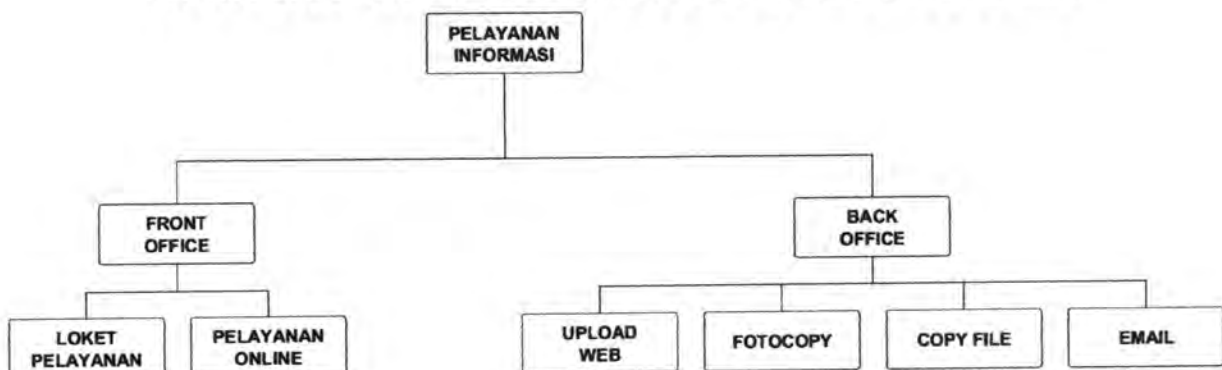 PELAYANAN
INFORMASI
FRONT
OFFICE
BACK
OFFICE
LOKET
PELAYANAN
PELAYANAN
ONLINE
UPLOAD
WEB
FOTOCOPY
COPY FILE
EMAIL